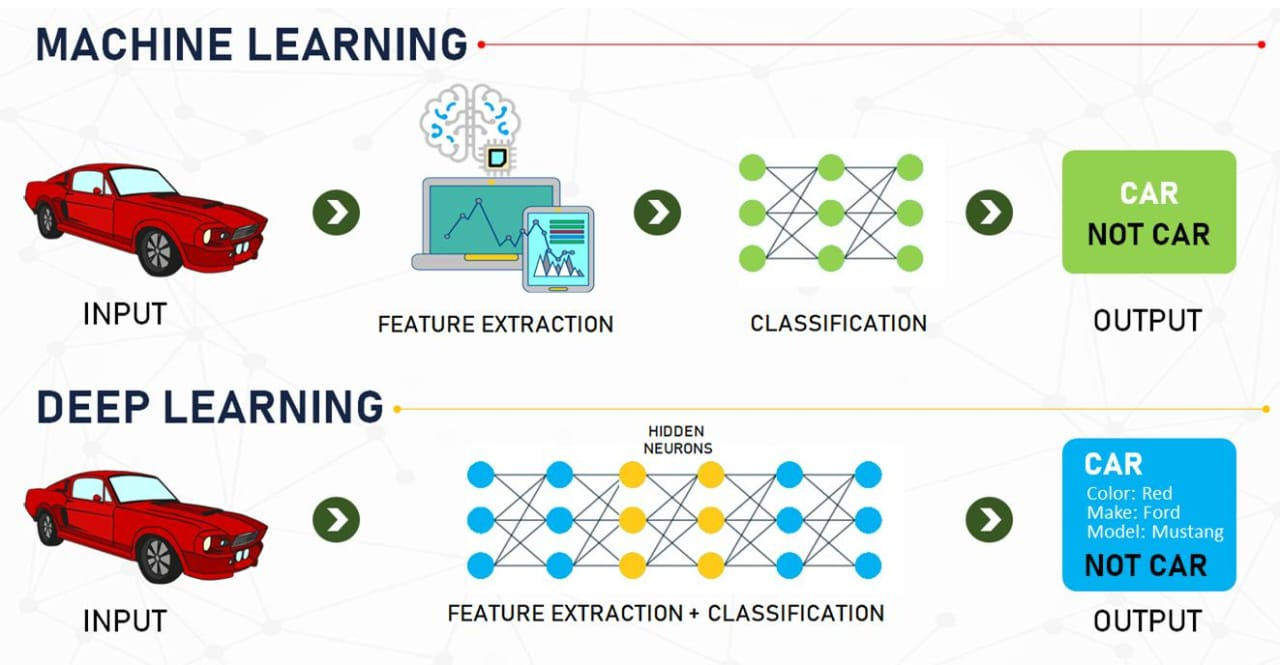 MACHINE LEARNING
INPUT
FEATURE EXTRACTION
CLASSIFICATION
CAR
NOT CAR
OUTPUT
DEEP LEARNING
INPUT
HIDDEN
NEURONS
FEATURE EXTRACTION + CLASSIFICATION
CAR
Color: Red
Make: Ford
Model: Mustang
NOT CAR
OUTPUT